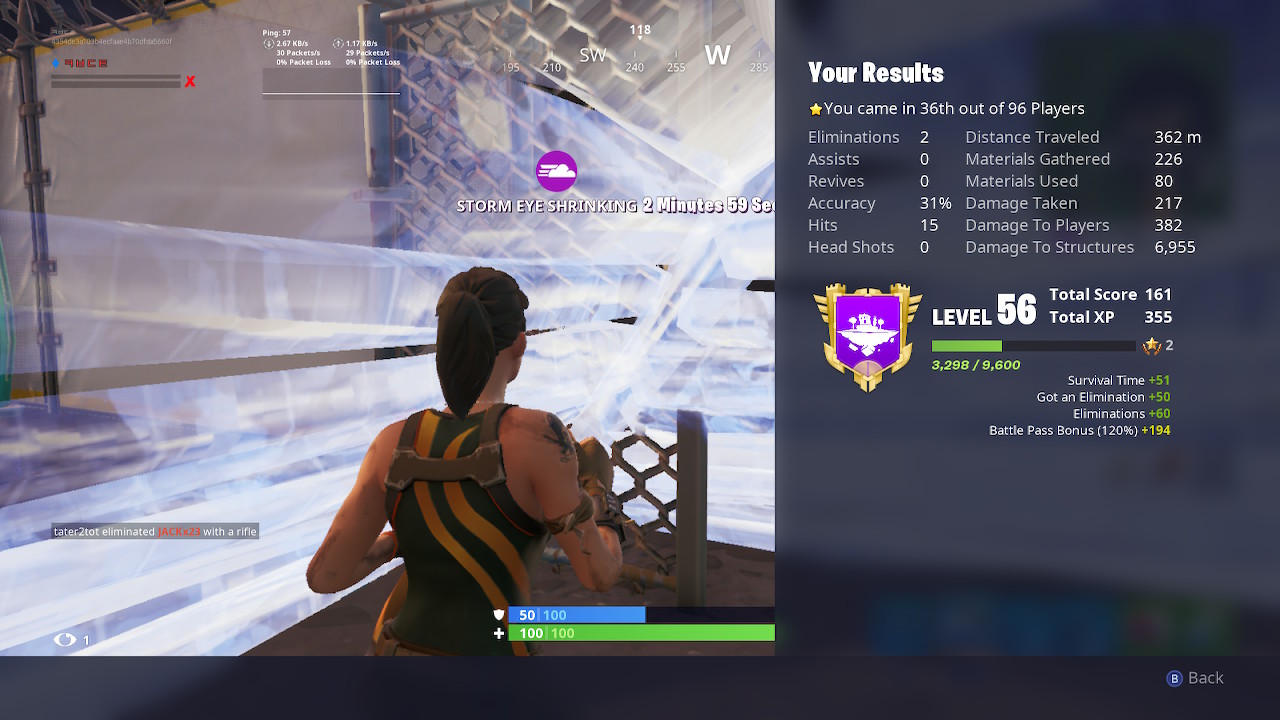 Ping: 57
2.67 KB/s 1.17 KB/s
30 Packets/s 29 Packets/s
0% Packet Loss 0% Packet Loss
118
195 210 SW 240 255 W 285
STORM EYE SHRINKING 2 Minutes 59 Se
tater2tot eliminated JACKx23 with a rifle
1
50 100
100 100
Your Results
You came in 36th out of 96 Players
Eliminations 2 Distance Traveled 362 m
Assists 0 Materials Gathered 226
Revives 0 Materials Used 80
Accuracy 31% Damage Taken 217
Hits 15 Damage To Players 382
Head Shots 0 Damage To Structures 6,955
LEVEL 56
Total Score 161
Total XP 355
2
3,298 / 9,600
Survival Time +51
Got an Elimination +50
Eliminations +60
Battle Pass Bonus (120%) +194
B Back